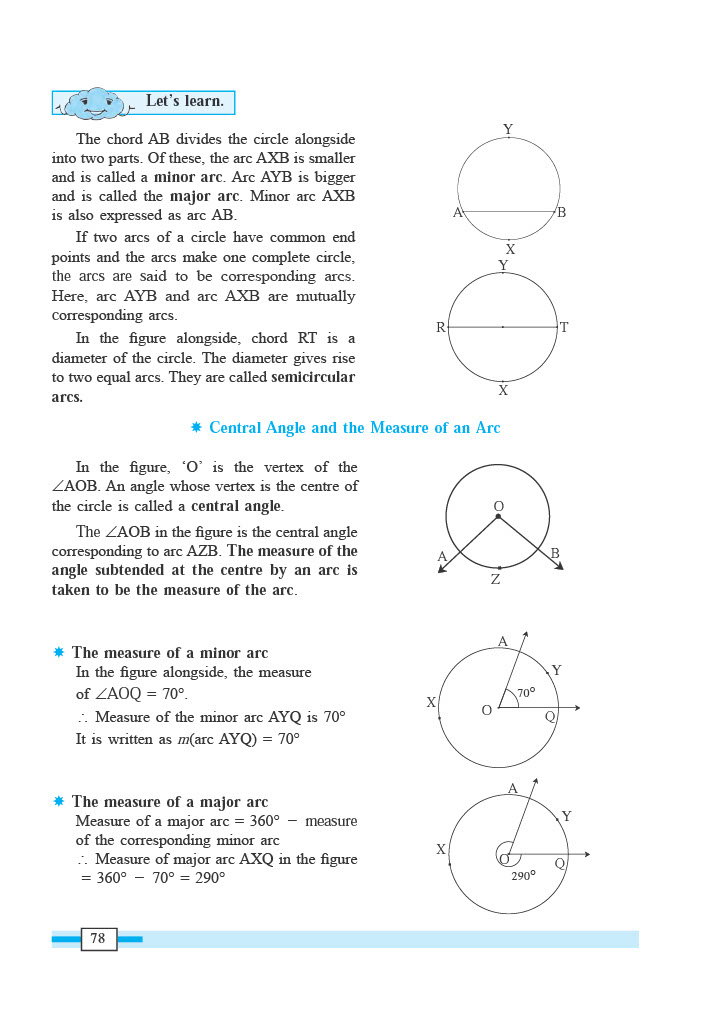 Let's learn.
The chord AB divides the circle alongside
into two parts. Of these, the arc AXB is smaller
and is called a minor arc. Arc AYB is bigger
and is called the major arc. Minor arc AXB
is also expressed as arc AB.
If two arcs of a circle have common end
points and the arcs make one complete circle,
the arcs are said to be corresponding arcs.
Here, arc AYB and arc AXB are mutually
corresponding arcs.
In the figure alongside, chord RT is a
diameter of the circle. The diameter gives rise
to two equal arcs. They are called semicircular
arcs.
Y
A
B
X
Y
R
T
X
✷ Central Angle and the Measure of an Arc
In the figure, ‘O’ is the vertex of the
∠AOB. An angle whose vertex is the centre of
the circle is called a central angle.
The ∠AOB in the figure is the central angle
corresponding to arc AZB. The measure of the
angle subtended at the centre by an arc is
taken to be the measure of the arc.
O
A
B
Z
✷ The measure of a minor arc
In the figure alongside, the measure
of ∠AOQ = 70°.
∴ Measure of the minor arc AYQ is 70°
It is written as m(arc AYQ) = 70°
A
Y
70°
X
O
Q
✷ The measure of a major arc
Measure of a major arc = 360° − measure
of the corresponding minor arc
∴ Measure of major arc AXQ in the figure
= 360° − 70° = 290°
A
Y
X
O
Q
290°
78